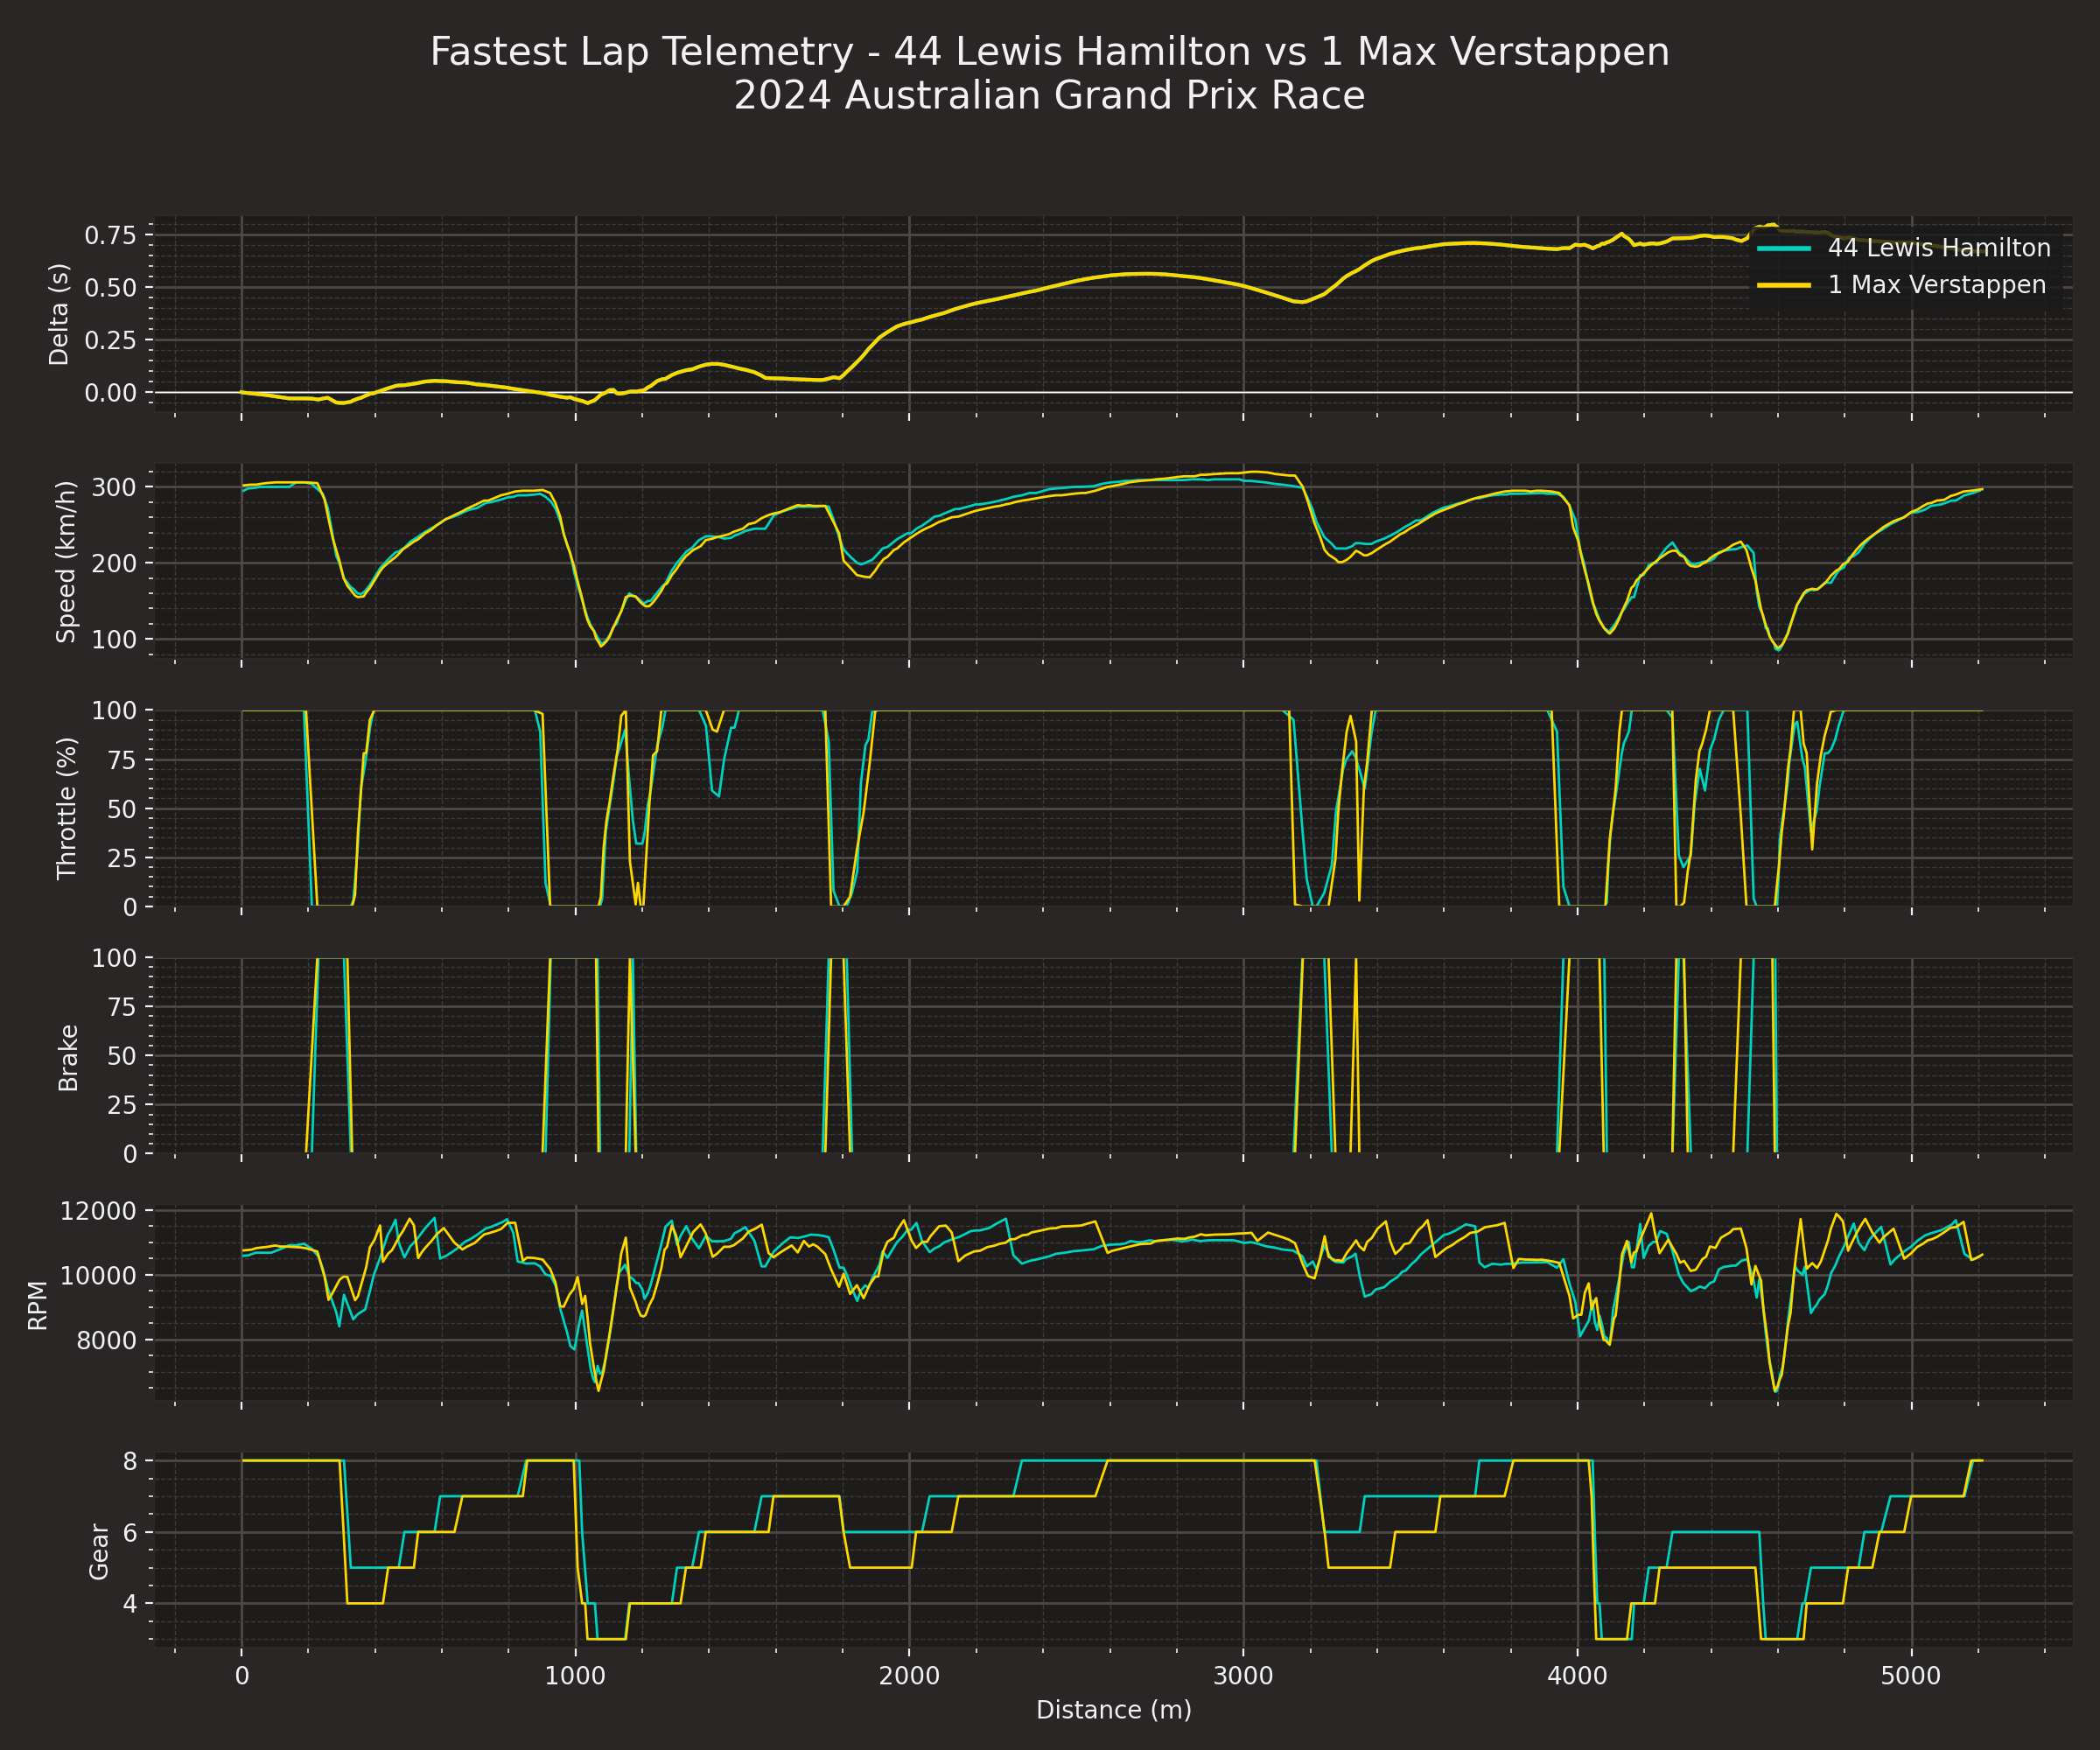 Fastest Lap Telemetry - 44 Lewis Hamilton vs 1 Max Verstappen
2024 Australian Grand Prix Race
Delta (s)
0.75
0.50
0.25
0.00
44 Lewis Hamilton
1 Max Verstappen
Speed (km/h)
300
200
100
Throttle (%)
100
75
50
25
0
Brake
100
75
50
25
0
RPM
12000
10000
8000
Gear
8
6
4
0 1000 2000 3000 4000 5000
Distance (m)